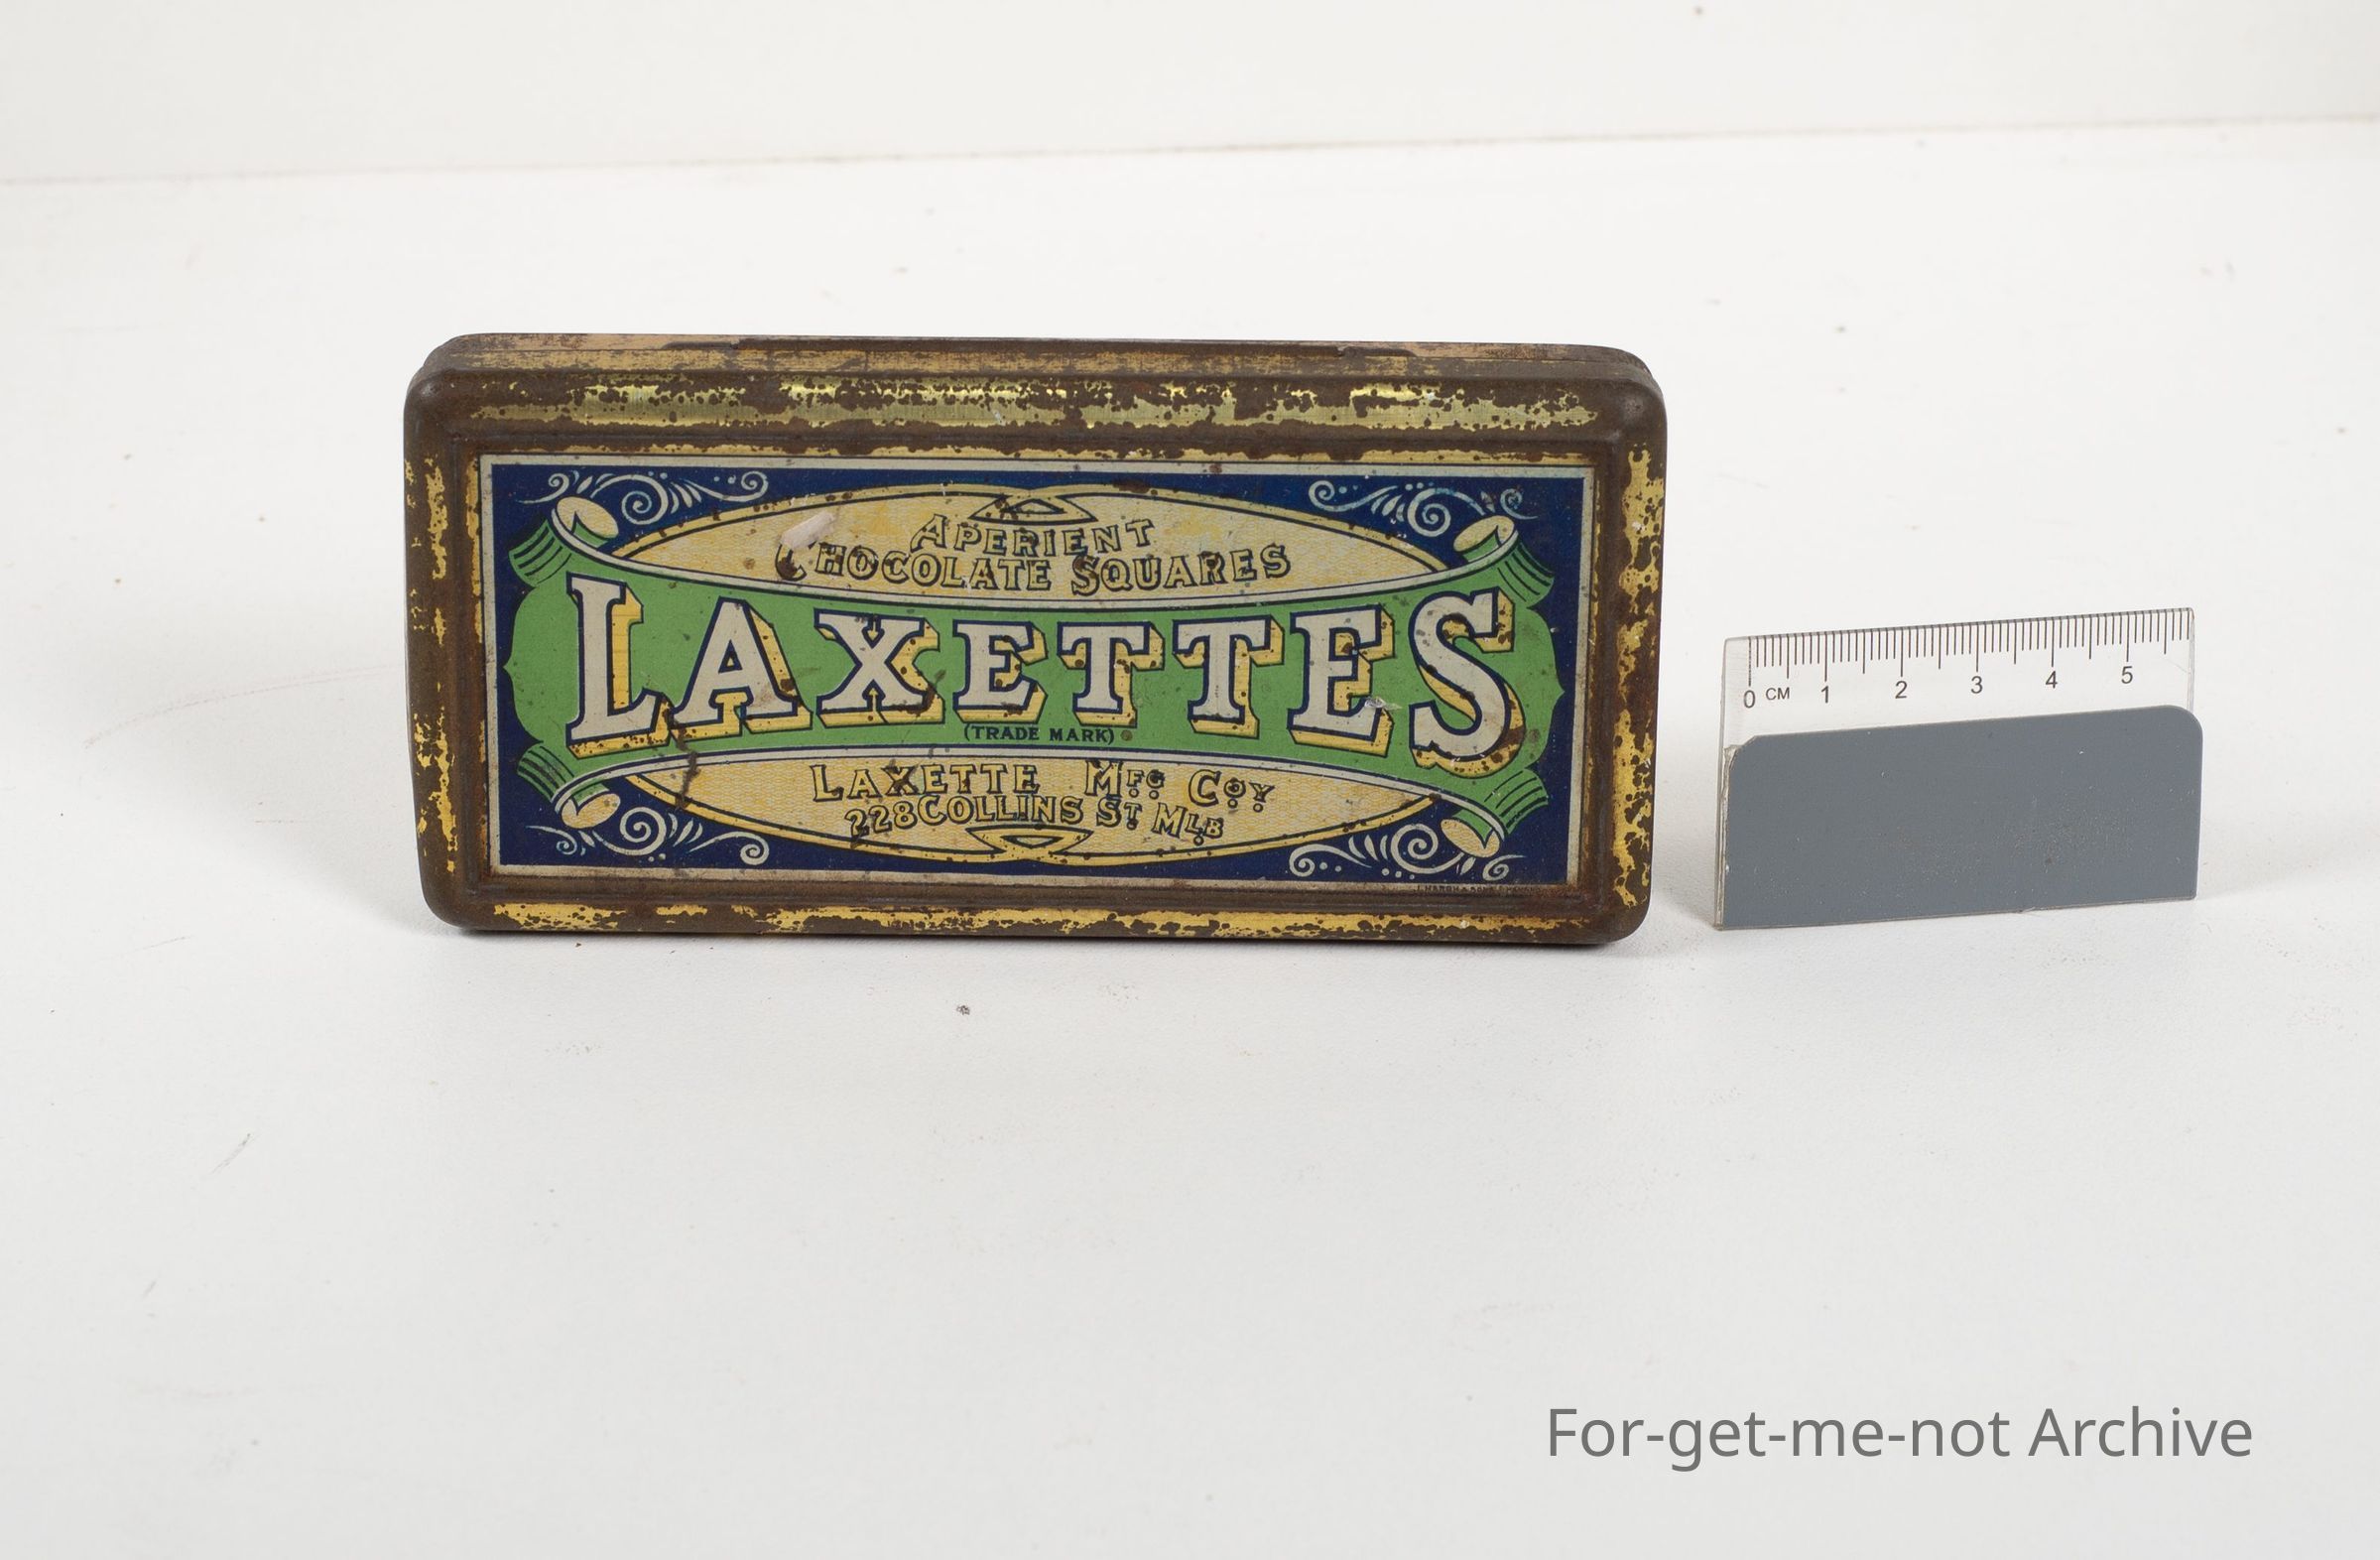 APERIENT
CHOCOLATE SQUARES
LAXETTES
(TRADE MARK)
LAXETTE MFG COY
228 COLLINS ST MLB
0 CM 1 2 3 4 5
For-get-me-not Archive